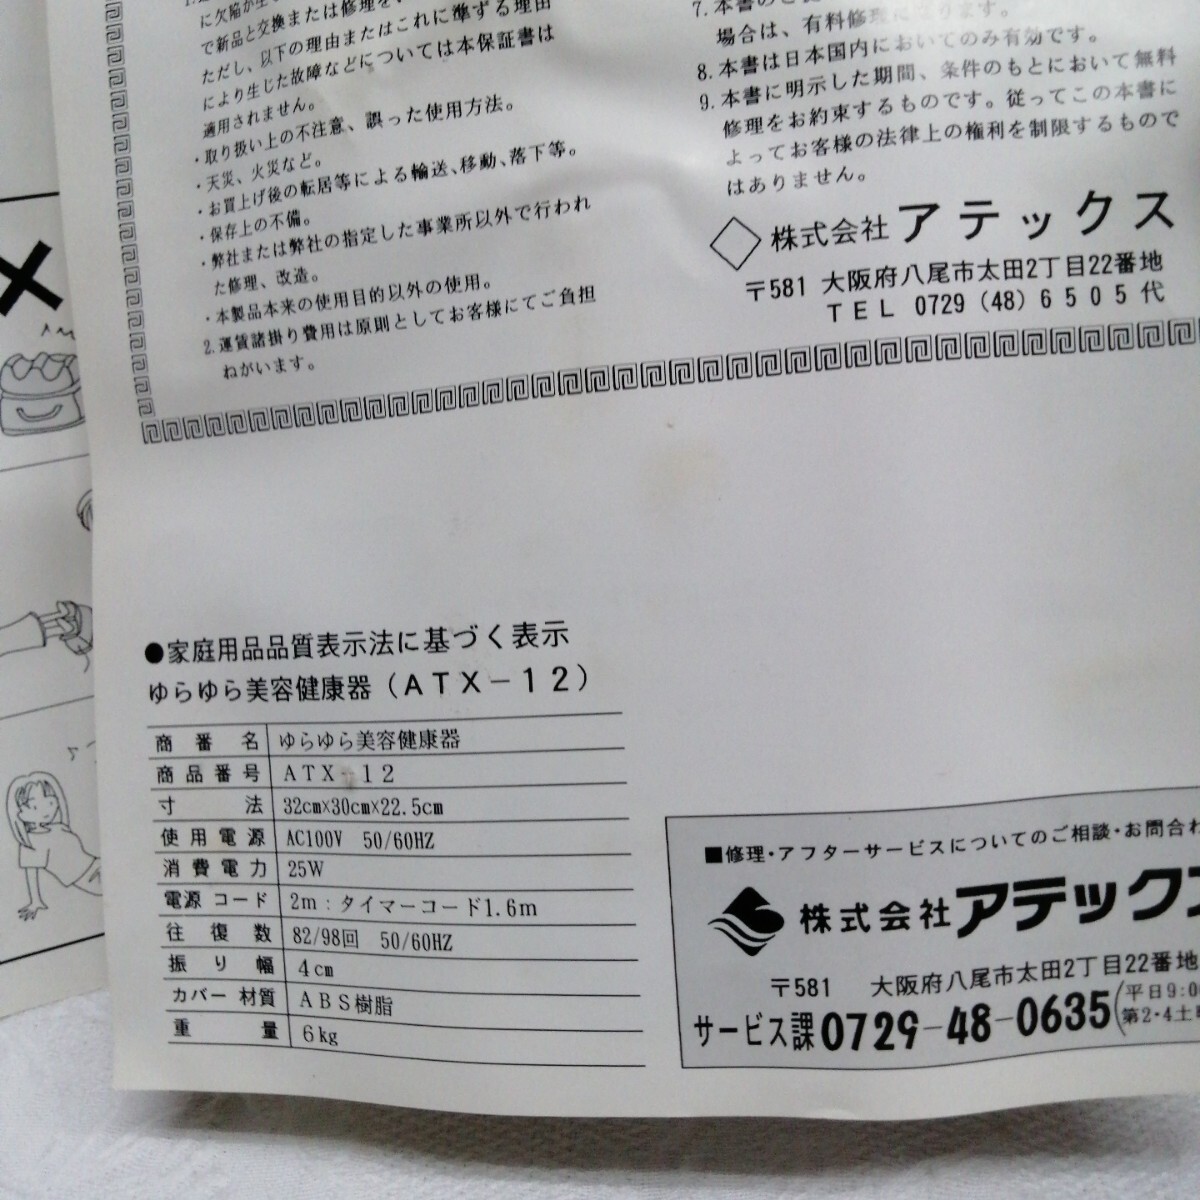 に欠陥が生
で新品と交換または修理を
ただし、以下の理由またはこれに準ずる理由
により生じた故障などについては本保証書は
適用されません。
・取り扱い上の不注意、誤った使用方法。
・天災、火災など。
・お買上げ後の転居等による輸送、移動、落下等。
・保存上の不備。
・弊社または弊社の指定した事業所以外で行われ
た修理、改造。
・本製品本来の使用目的以外の使用。
2. 運賃諸掛り費用は原則としてお客様にてご負担
ねがいます。
7. 本書の
場合は、有料修理になります。
8. 本書は日本国内においてのみ有効です。
9. 本書に明示した期間、条件のもとにおいて無料
修理をお約束するものです。従ってこの本書に
よってお客様の法律上の権利を制限するもので
はありません。
株式会社アテックス
〒581 大阪府八尾市太田2丁目22番地
TEL 0729 (48) 6505代
●家庭用品品質表示法に基づく表示
ゆらゆら美容健康器（ATX－12）
商番名 ゆらゆら美容健康器
商品番号 ATX－12
寸法 32cm×30cm×22.5cm
使用電源 AC100V 50/60HZ
消費電力 25W
電源コード 2m：タイマーコード1.6m
往復数 82/98回 50/60HZ
振り幅 4cm
カバー材質 ABS樹脂
重量 6kg
■修理・アフターサービスについてのご相談・お問合わ
株式会社アテックス
〒581 大阪府八尾市太田2丁目22番地
サービス課0729-48-0635
(平日9:00
第2・4土曜